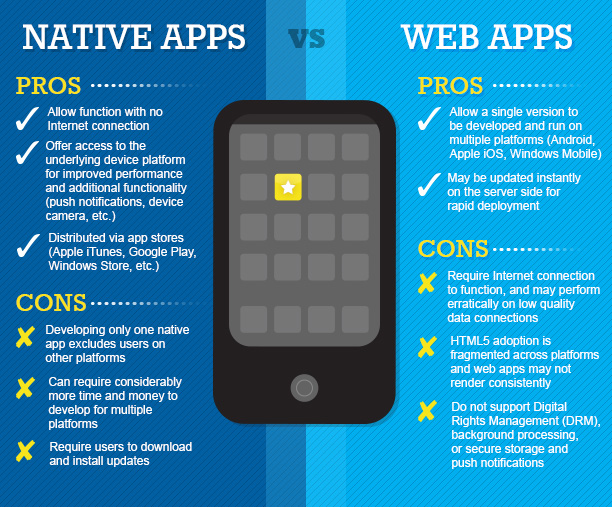 NATIVE APPS
VS
WEB APPS
PROS
Allow function with no
Internet connection
Offer access to the
underlying device platform
for improved performance
and additional functionality
(push notifications, device
camera, etc.)
Distributed via app stores
(Apple iTunes, Google Play,
Windows Store, etc.)
CONS
Developing only one native
app excludes users on
other platforms
Can require considerably
more time and money to
develop for multiple
platforms
Require users to download
and install updates
PROS
Allow a single version to
be developed and run on
multiple platforms (Android,
Apple iOS, Windows Mobile)
May be updated instantly
on the server side for
rapid deployment
CONS
Require Internet connection
to function, and may perform
erratically on low quality
data connections
HTML5 adoption is
fragmented across platforms
and web apps may not
render consistently
Do not support Digital
Rights Management (DRM),
background processing,
or secure storage and
push notifications